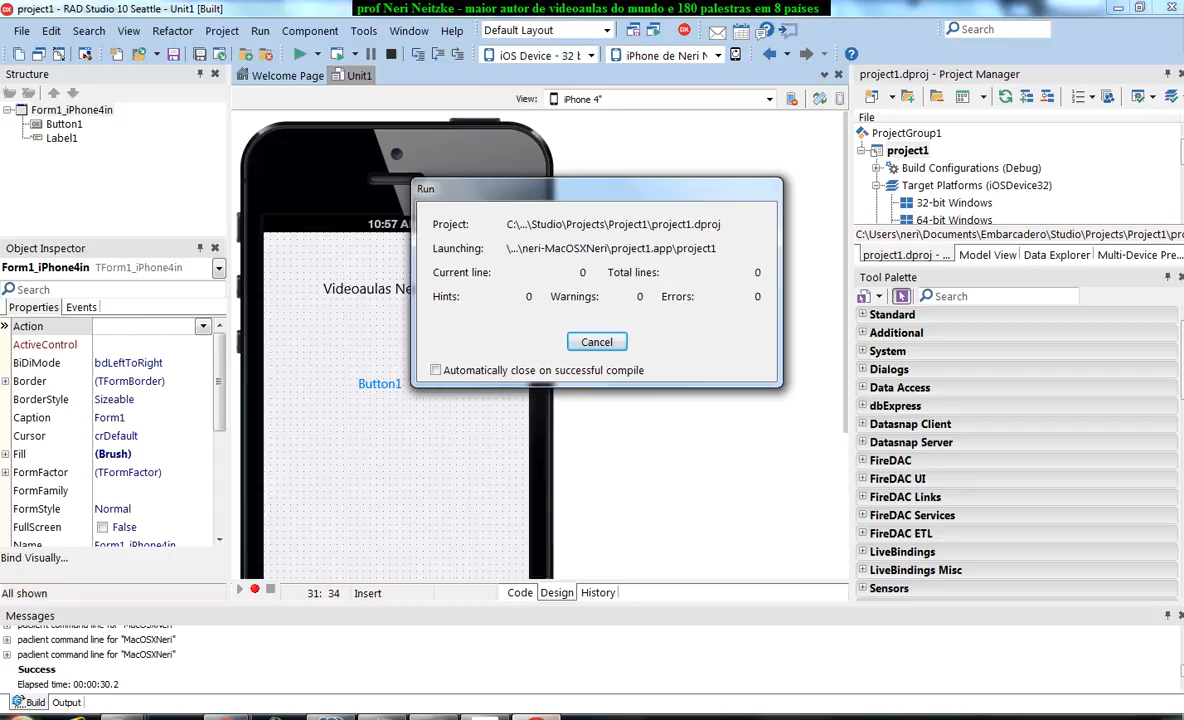 project1 - RAD Studio 10 Seattle - Unit1 [Built]
prof Neri Neitzke - maior autor de videoaulas do mundo e 180 palestras em 8 países
File Edit Search View Refactor Project Run Component Tools Window Help
Default Layout
Search
iOS Device - 32 b
iPhone de Neri N
Structure
Form1_iPhone4in
Button1
Label1
Object Inspector
Form1_iPhone4in TForm1_iPhone4in
Search
Properties Events
Action
ActiveControl
BiDiMode bdLeftToRight
Border (TFormBorder)
BorderStyle Sizeable
Caption Form1
Cursor crDefault
Fill (Brush)
FormFactor (TFormFactor)
FormFamily
FormStyle Normal
FullScreen False
Name Form1_iPhone4in
Bind Visually...
All shown
Welcome Page Unit1
View: iPhone 4"
10:57 A
Videoaulas Ne
Button1
Run
Project: C:\...\Studio\Projects\Project1\project1.dproj
Launching: \...\neri-MacOSXNeri\project1.app\project1
Current line: 0 Total lines: 0
Hints: 0 Warnings: 0 Errors: 0
Cancel
Automatically close on successful compile
31: 34 Insert
Code Design History
project1.dproj - Project Manager
File
ProjectGroup1
project1
Build Configurations (Debug)
Target Platforms (iOSDevice32)
32-bit Windows
64-bit Windows
C:\Users\neri\Documents\Embarcadero\Studio\Projects\Project1\pro
project1.dproj - ... Model View Data Explorer Multi-Device Pre...
Tool Palette
Search
Standard
Additional
System
Dialogs
Data Access
dbExpress
Datasnap Client
Datasnap Server
FireDAC
FireDAC UI
FireDAC Links
FireDAC Services
FireDAC ETL
LiveBindings
LiveBindings Misc
Sensors
Messages
paclient command line for "MacOSXNeri"
paclient command line for "MacOSXNeri"
paclient command line for "MacOSXNeri"
Success
Elapsed time: 00:00:30.2
Build Output